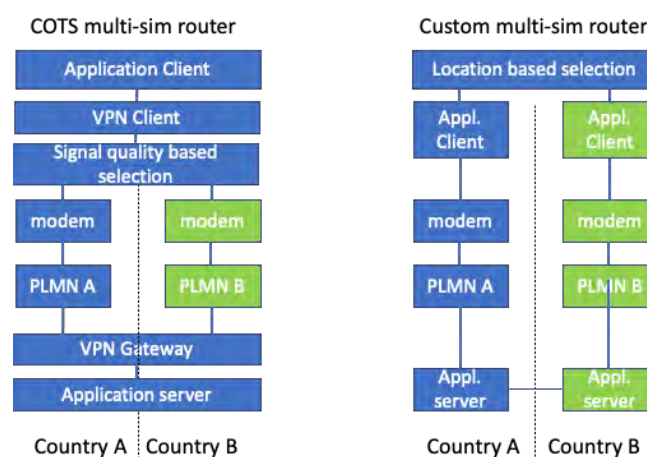 COTS multi-sim router
Application Client
VPN Client
Signal quality based
selection
modem
modem
PLMN A
PLMN B
VPN Gateway
Application server
Country A
Country B
Custom multi-sim router
Location based selection
Appl.
Client
Appl.
Client
modem
modem
PLMN A
PLMN B
Appl.
server
Appl.
server
Country A
Country B